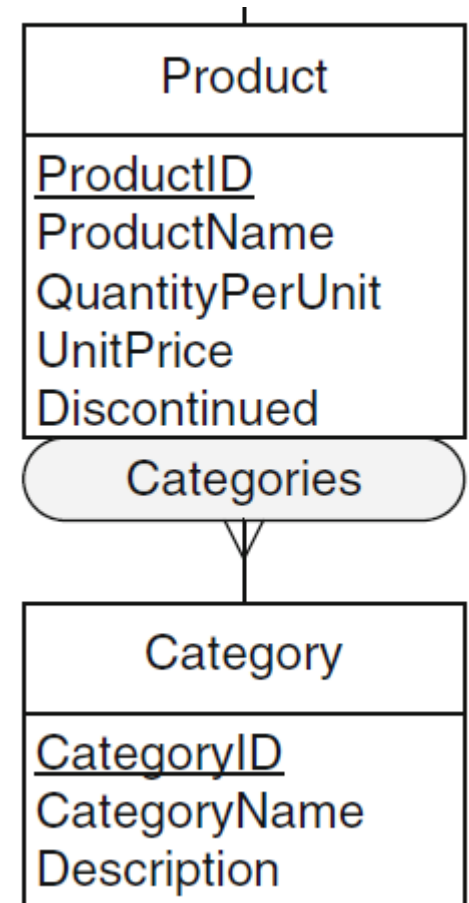 Product
ProductID
ProductName
QuantityPerUnit
UnitPrice
Discontinued
Categories
Category
CategoryID
CategoryName
Description